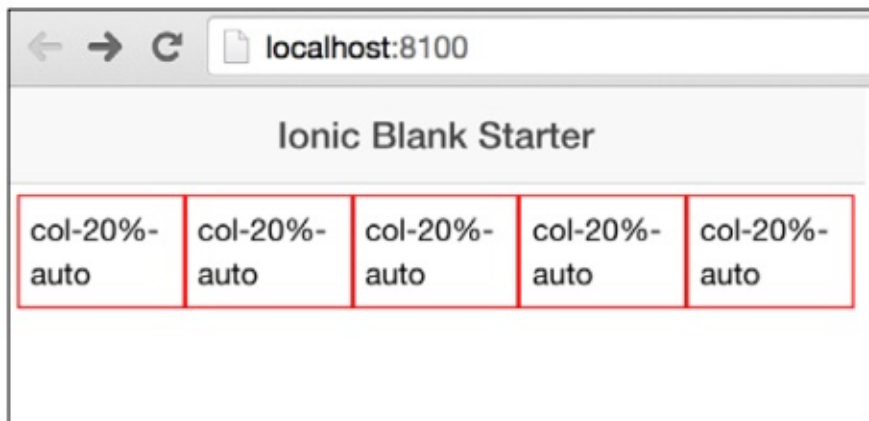 localhost:8100
Ionic Blank Starter
col-20%- col-20%- col-20%- col-20%- col-20%-
auto auto auto auto auto